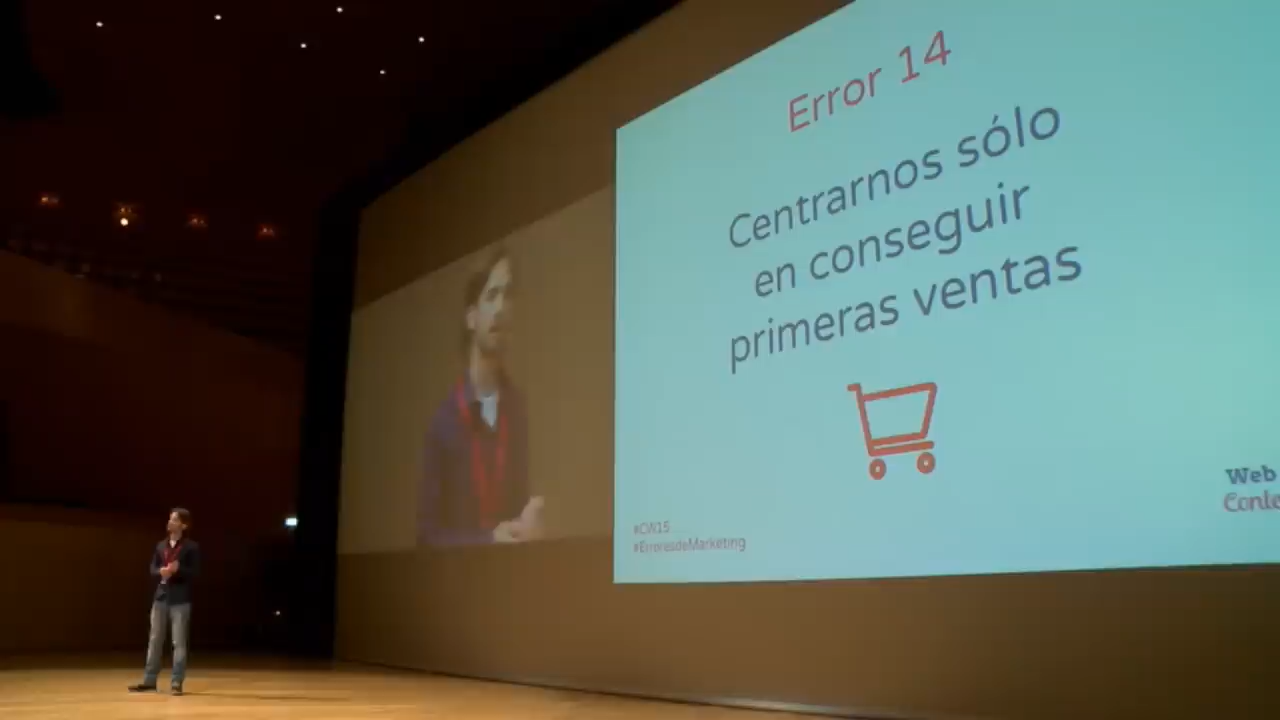 Error 14
Centrarnos sólo
en conseguir
primeras ventas
#CW15
#ErroresdeMarketing
Web